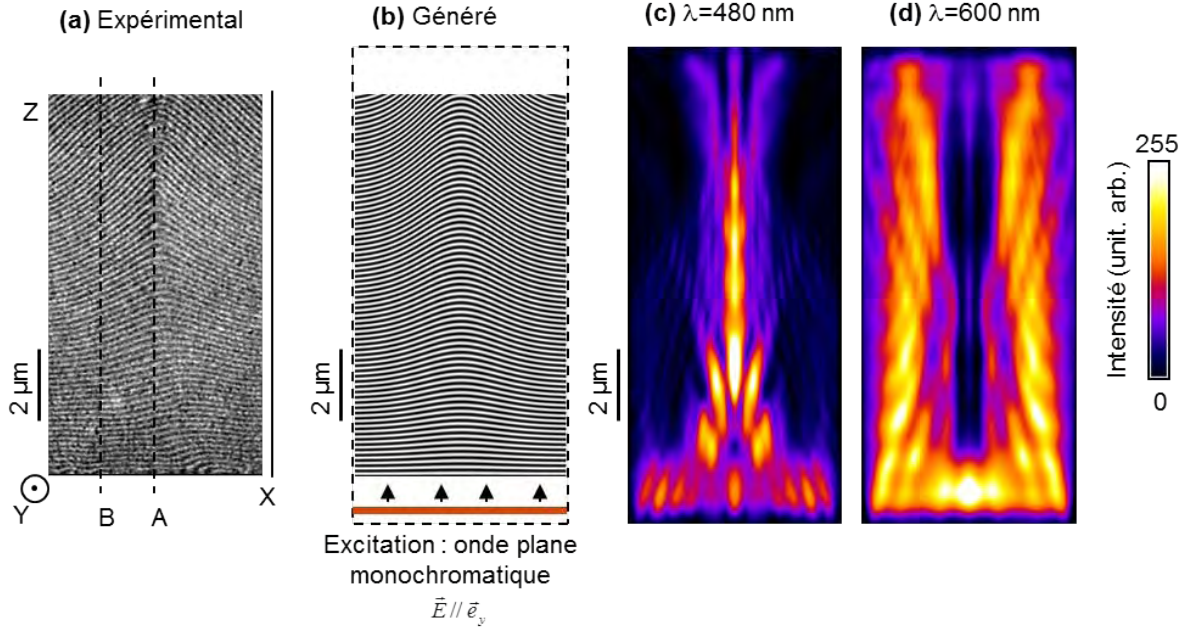 (a) Expérimental
(b) Généré
(c) λ=480 nm
(d) λ=600 nm
Z
2 µm
2 µm
2 µm
Intensité (unit. arb.)
255
0
Y
B
A
X
Excitation : onde plane
monochromatique
E⃗ // e⃗_y